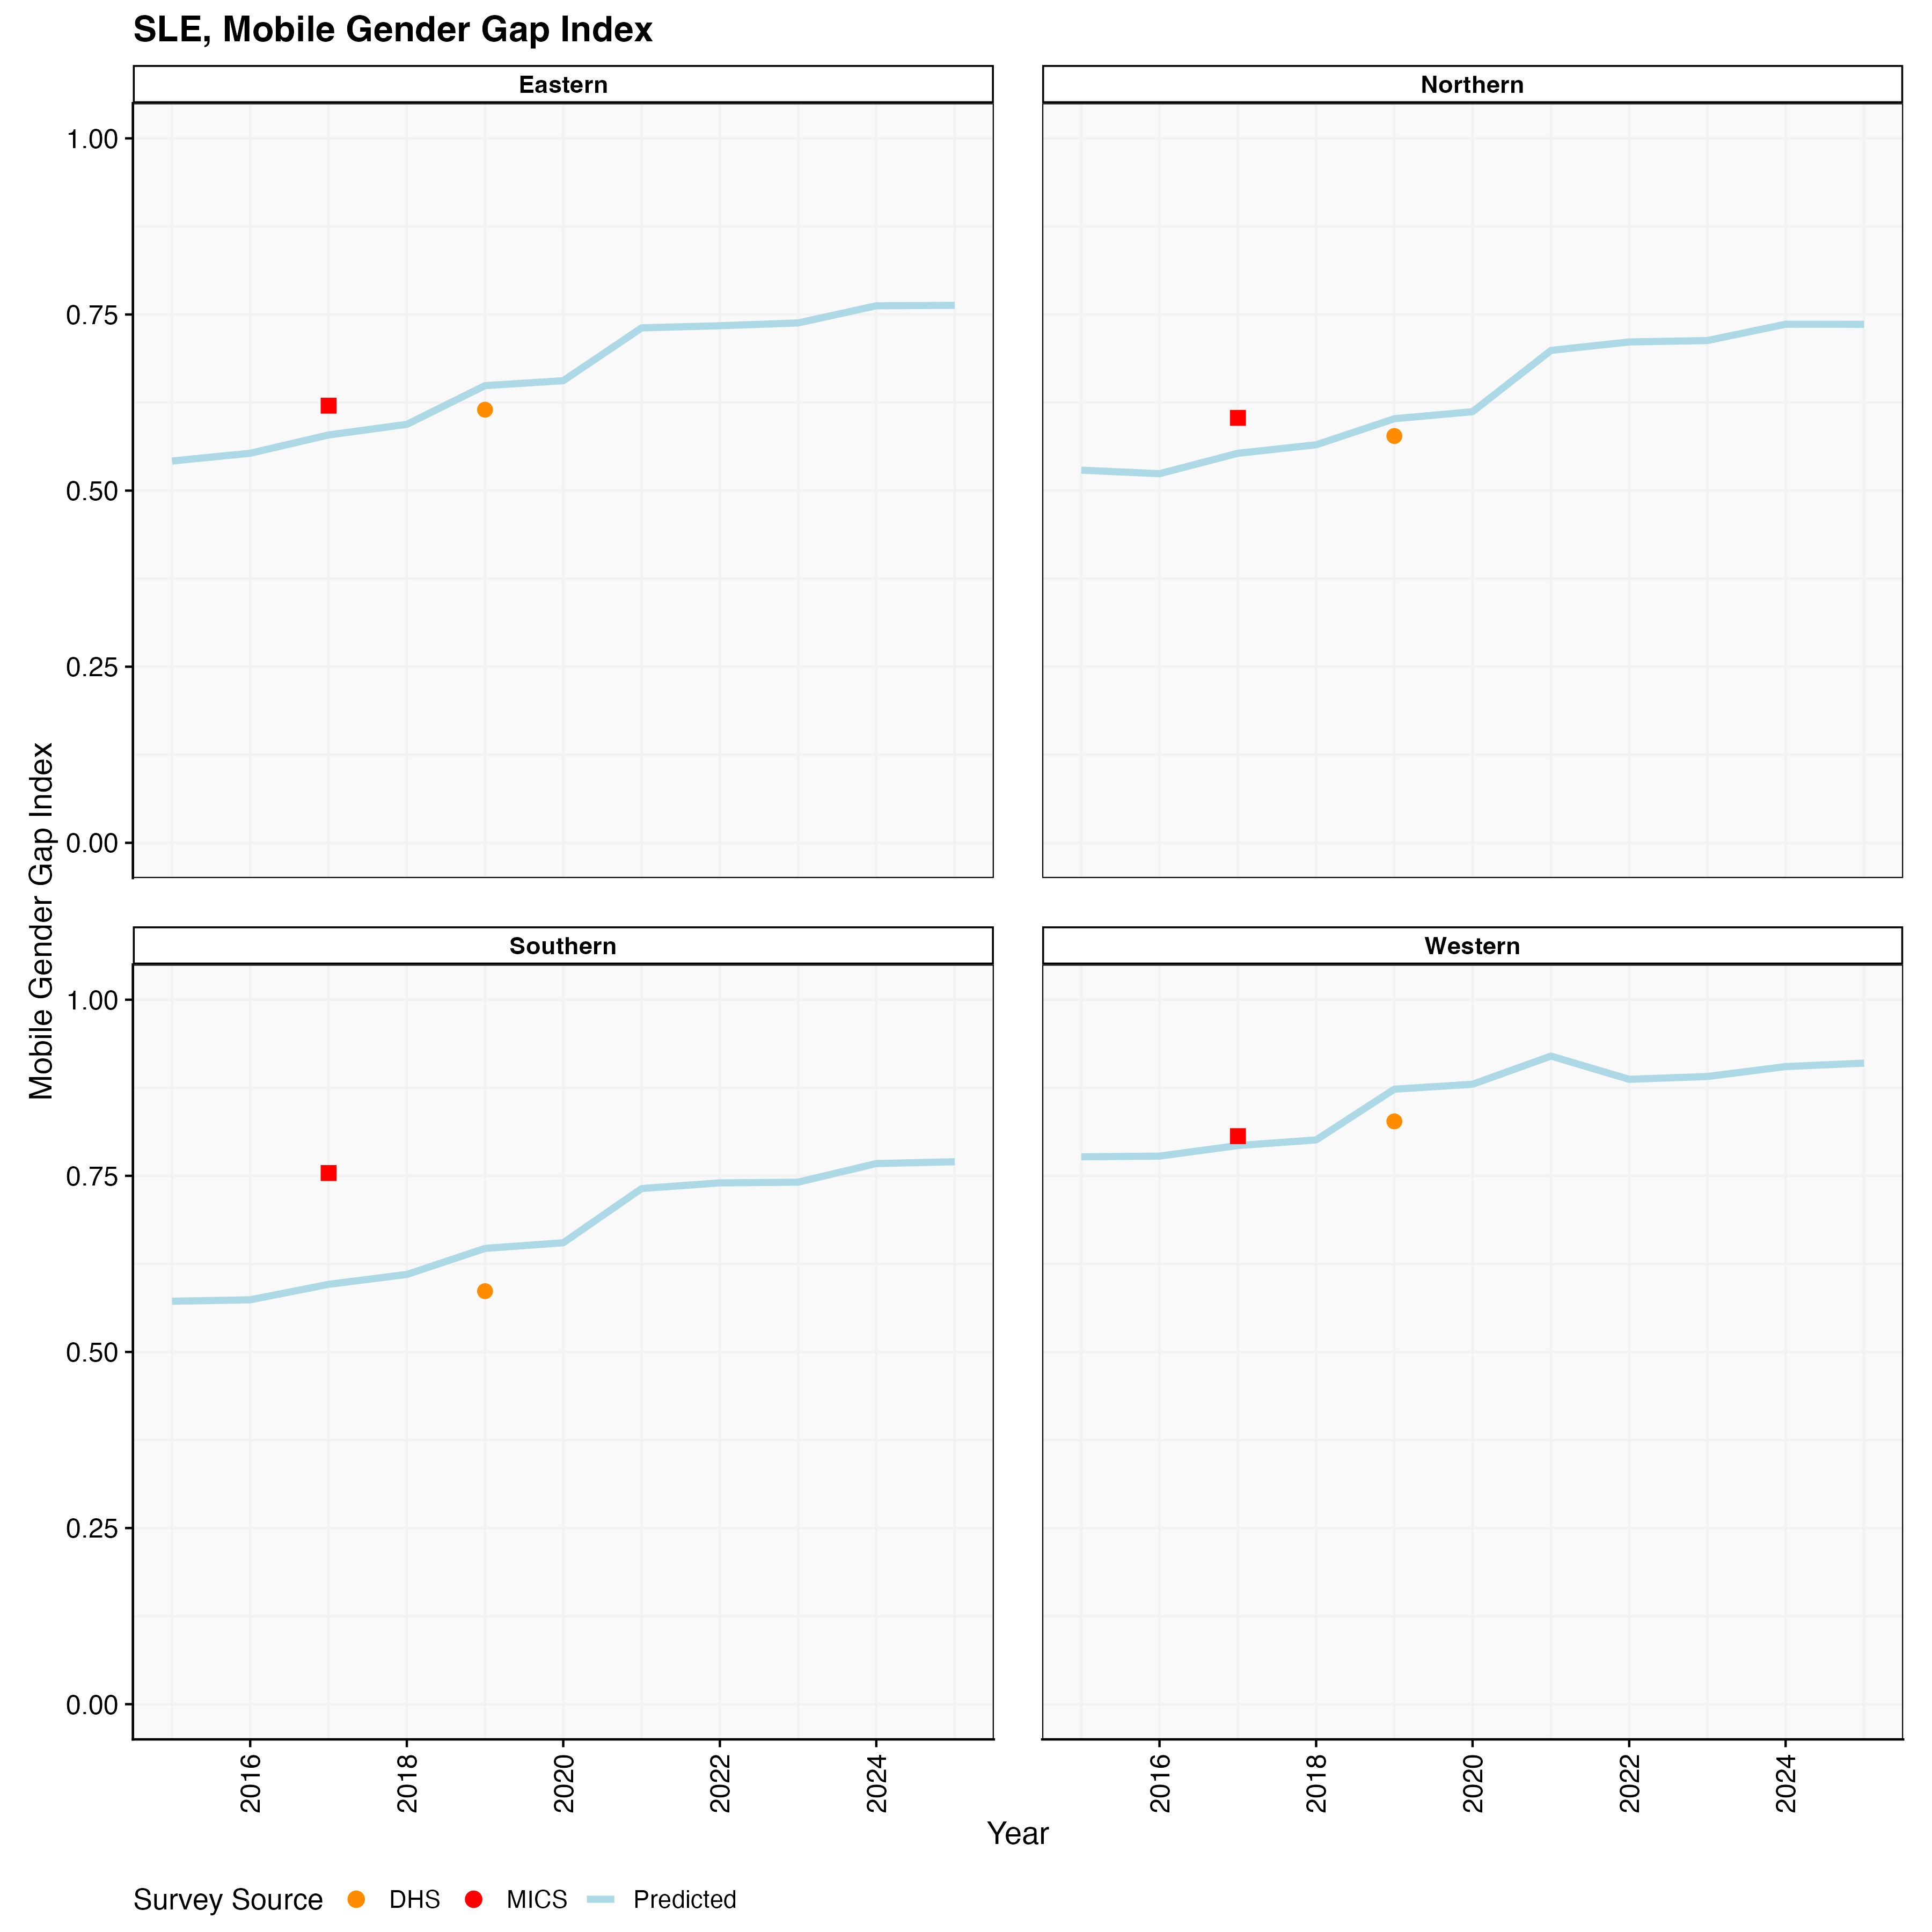 SLE, Mobile Gender Gap Index
Eastern
Northern
1.00
0.75
0.50
0.25
0.00
Southern
Western
1.00
0.75
0.50
0.25
0.00
Mobile Gender Gap Index
2016
2018
2020
2022
2024
2016
2018
2020
2022
2024
Year
Survey Source DHS MICS Predicted